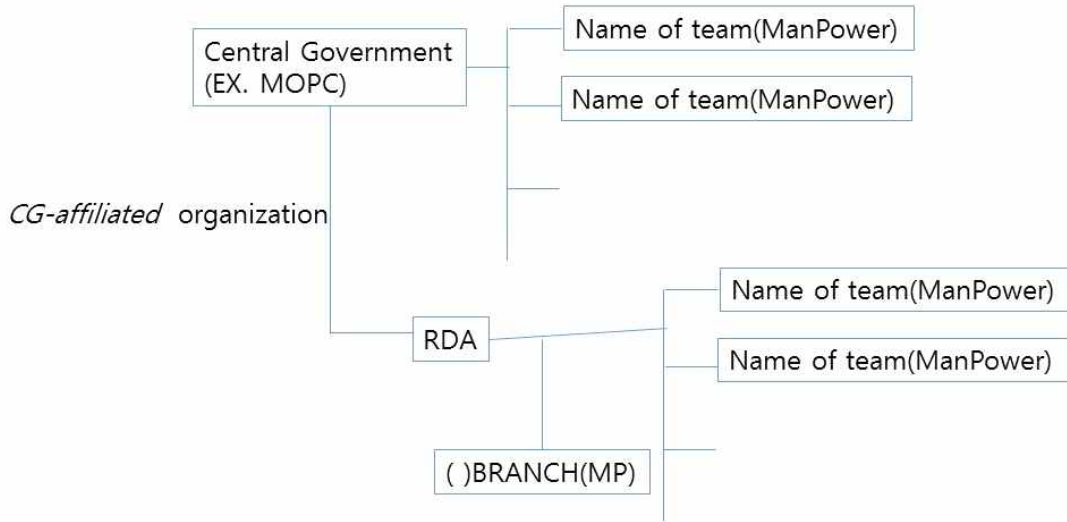 Name of team(ManPower)
Central Government
(EX. MOPC)
Name of team(ManPower)
CG-affiliated organization
Name of team(ManPower)
RDA
Name of team(ManPower)
( )BRANCH(MP)